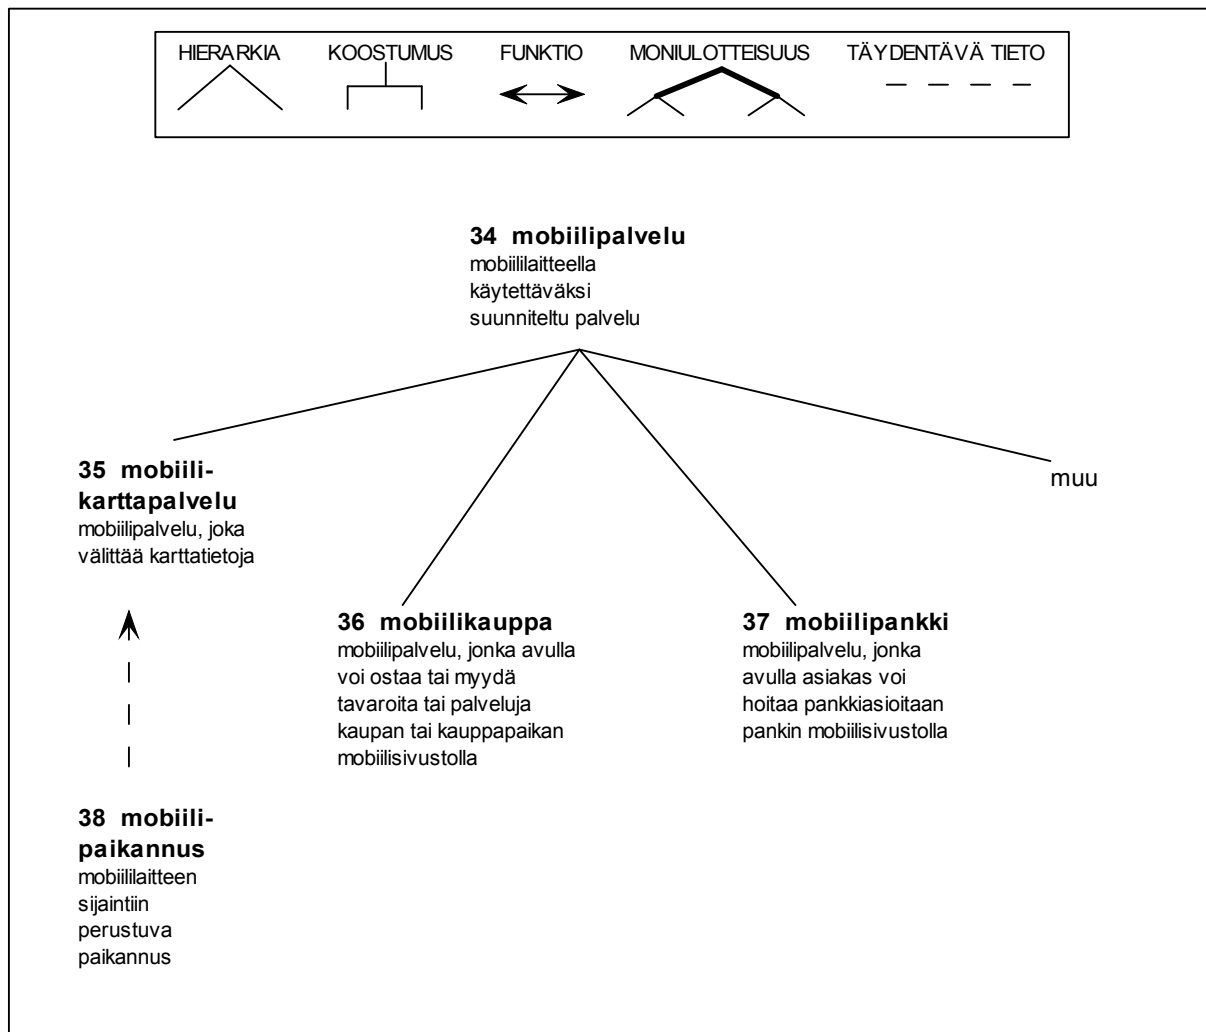 HIERARKIA KOOSTUMUS FUNKTIO MONIULOTTEISUUS TÄYDENTÄVÄ TIETO
34 mobiilipalvelu
mobiililaitteella
käytettäväksi
suunniteltu palvelu
35 mobiili-
karttapalvelu
mobiilipalvelu, joka
välittää karttatietoja
muu
36 mobiilikauppa
mobiilipalvelu, jonka avulla
voi ostaa tai myydä
tavaroita tai palveluja
kaupan tai kauppapaikan
mobiilisivustolla
37 mobiilipankki
mobiilipalvelu, jonka
avulla asiakas voi
hoitaa pankkiasioitaan
pankin mobiilisivustolla
38 mobiili-
paikannus
mobiililaitteen
sijaintiin
perustuva
paikannus